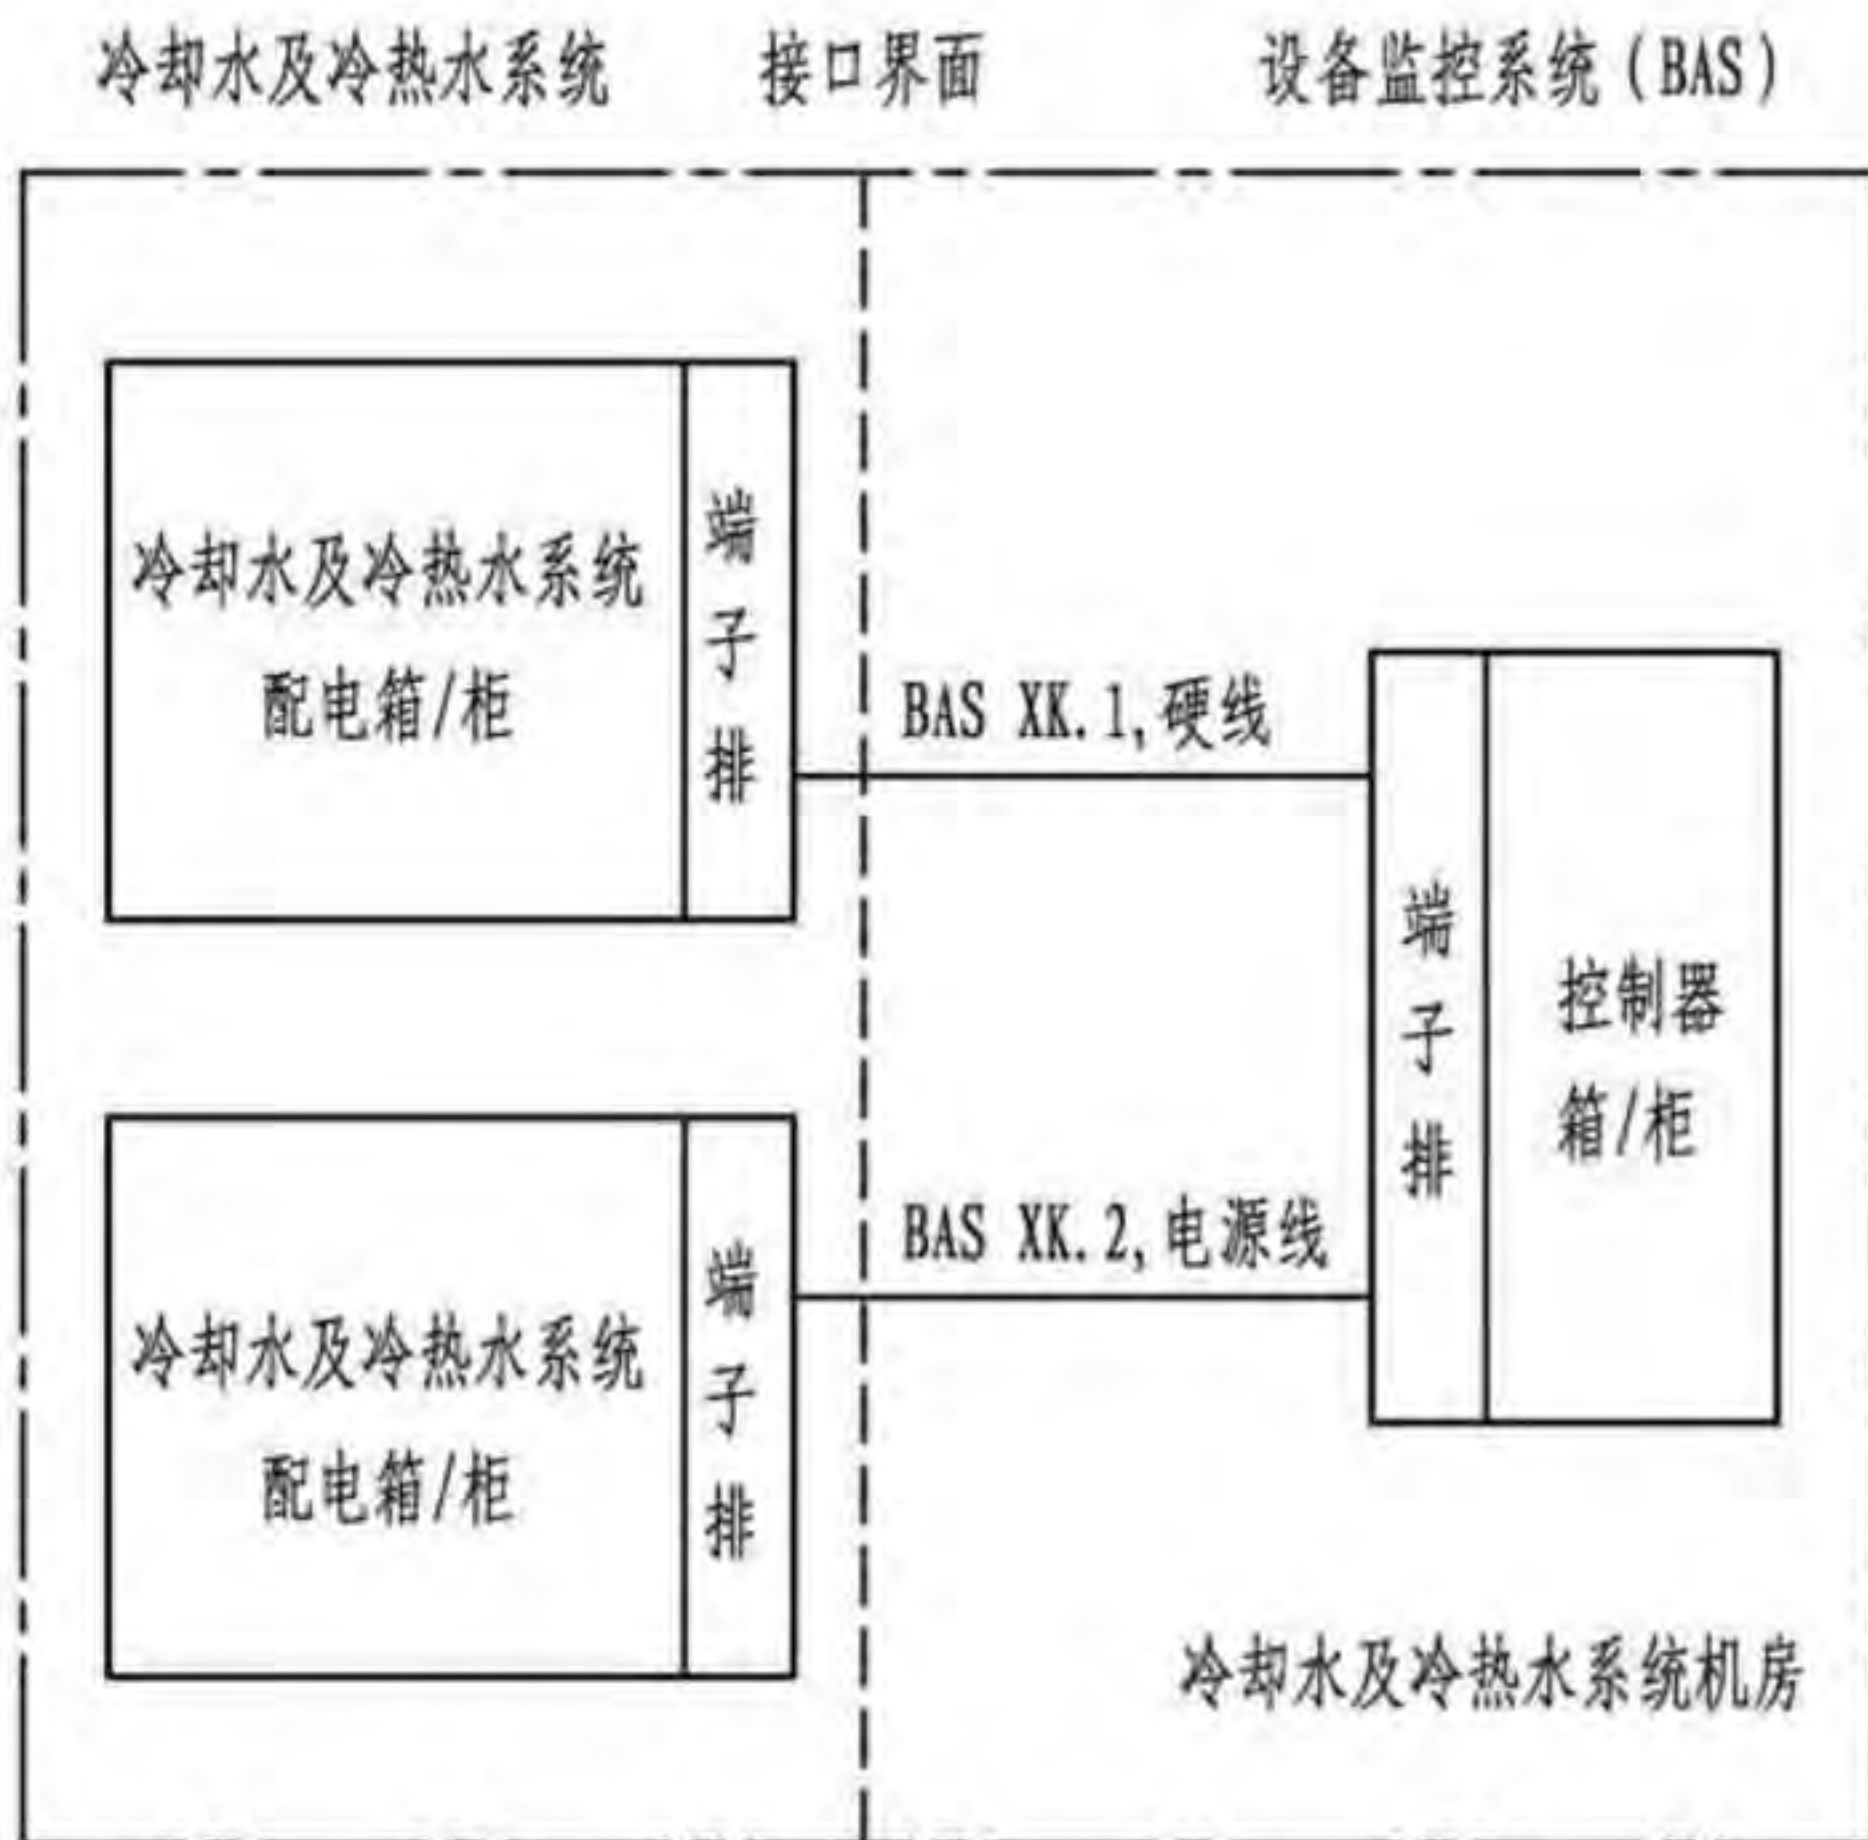 冷却水及冷热水系统 接口界面 设备监控系统(BAS)
冷却水及冷热水系统
配电箱/柜
端子排
BAS XK.1,硬线
端子排
控制器
箱/柜
BAS XK.2,电源线
冷却水及冷热水系统
配电箱/柜
端子排
冷却水及冷热水系统机房